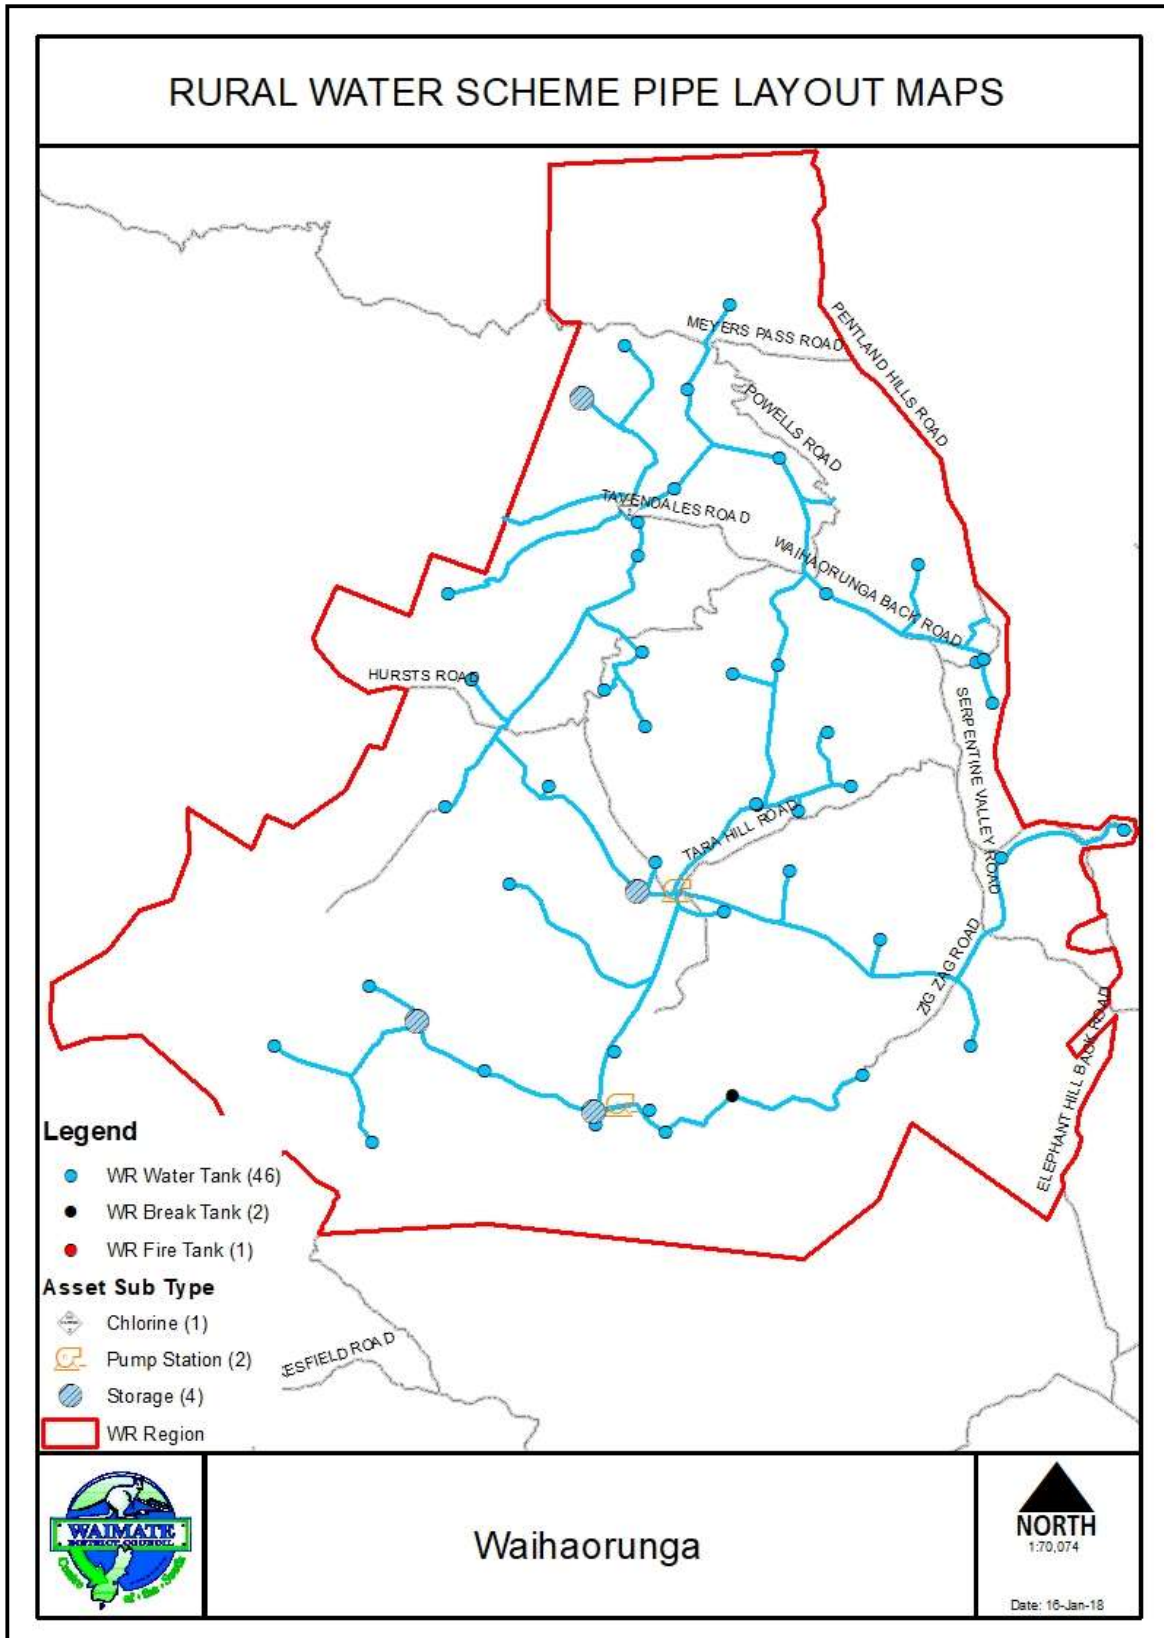 RURAL WATER SCHEME PIPE LAYOUT MAPS
MEYERS PASS ROAD
PENTLAND HILLS ROAD
POWELLS ROAD
TAVENDALES ROAD
WAIHAORUNGA BACK ROAD
HURSTS ROAD
SERPENTINE VALLEY ROAD
TARA HILL ROAD
ZIG ZAG ROAD
ELEPHANT HILL BACK ROAD
Legend
WR Water Tank (46)
WR Break Tank (2)
WR Fire Tank (1)
Asset Sub Type
Chlorine (1)
Pump Station (2)
Storage (4)
WR Region
ESFIELD ROAD
WAIMATE
DISTRICT COUNCIL
Waihaorunga
NORTH
1:70,074
Date: 16-Jan-18